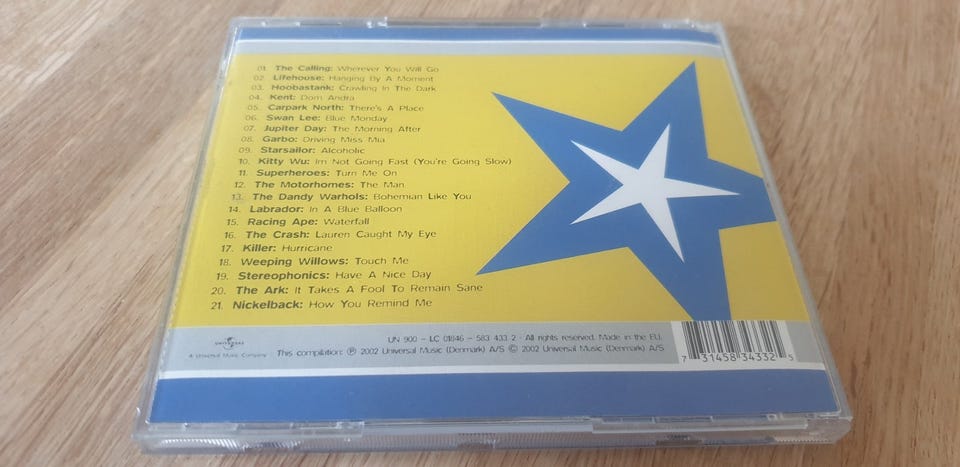 01. The Calling: Wherever You Will Go
02. Lifehouse: Hanging By A Moment
03. Hoobastank: Crawling In The Dark
04. Kent: Dom Andra
05. Carpark North: There's A Place
06. Swan Lee: Blue Monday
07. Jupiter Day: The Morning After
08. Garbo: Driving Miss Mia
09. Starsailor: Alcoholic
10. Kitty Wu: Im Not Going Fast (You're Going Slow)
11. Superheroes: Turn Me On
12. The Motorhomes: The Man
13. The Dandy Warhols: Bohemian Like You
14. Labrador: In A Blue Balloon
15. Racing Ape: Waterfall
16. The Crash: Lauren Caught My Eye
17. Killer: Hurricane
18. Weeping Willows: Touch Me
19. Stereophonics: Have A Nice Day
20. The Ark: It Takes A Fool To Remain Sane
21. Nickelback: How You Remind Me
UNIVERSAL
A Universal Music Company
UN 900 - LC 01846 - 583 433 2 · All rights reserved. Made in the EU.
This compilation: ℗ 2002 Universal Music (Denmark) A/S © 2002 Universal Music (Denmark) A/S
7 31458 34332 5